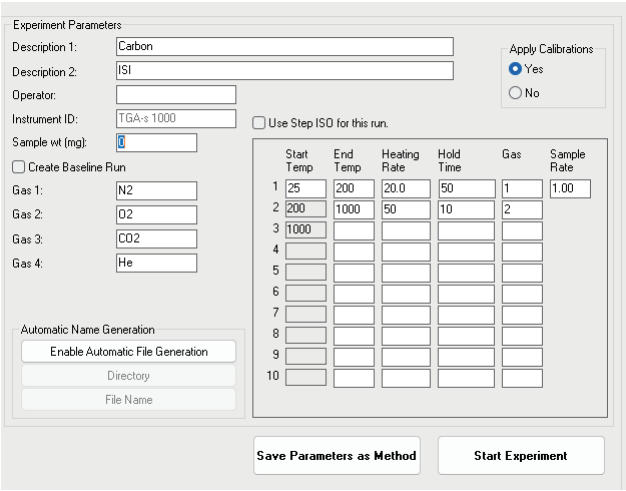 Experiment Parameters
Description 1: Carbon
Description 2: ISI
Operator:
Instrument ID: TGA-s 1000
Sample wt (mg): 0
Create Baseline Run
Gas 1: N2
Gas 2: O2
Gas 3: CO2
Gas 4: He
Automatic Name Generation
Enable Automatic File Generation
Directory
File Name
Apply Calibrations
Yes
No
Use Step ISO for this run.
Start Temp End Temp Heating Rate Hold Time Gas Sample Rate
1 25 200 20.0 50 1 1.00
2 200 1000 50 10 2
3 1000
4
5
6
7
8
9
10
Save Parameters as Method
Start Experiment